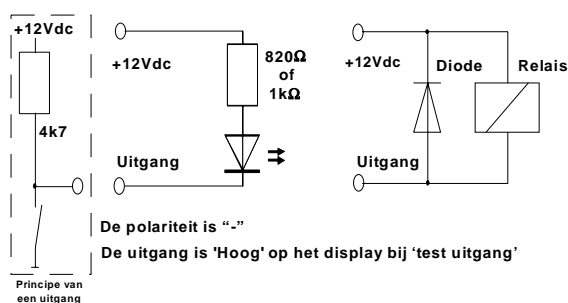 +12Vdc
4k7
Principe van
een uitgang
+12Vdc
820Ω
of
1kΩ
Uitgang
+12Vdc
Diode
Relais
Uitgang
De polariteit is “-”
De uitgang is 'Hoog' op het display bij ‘test uitgang’